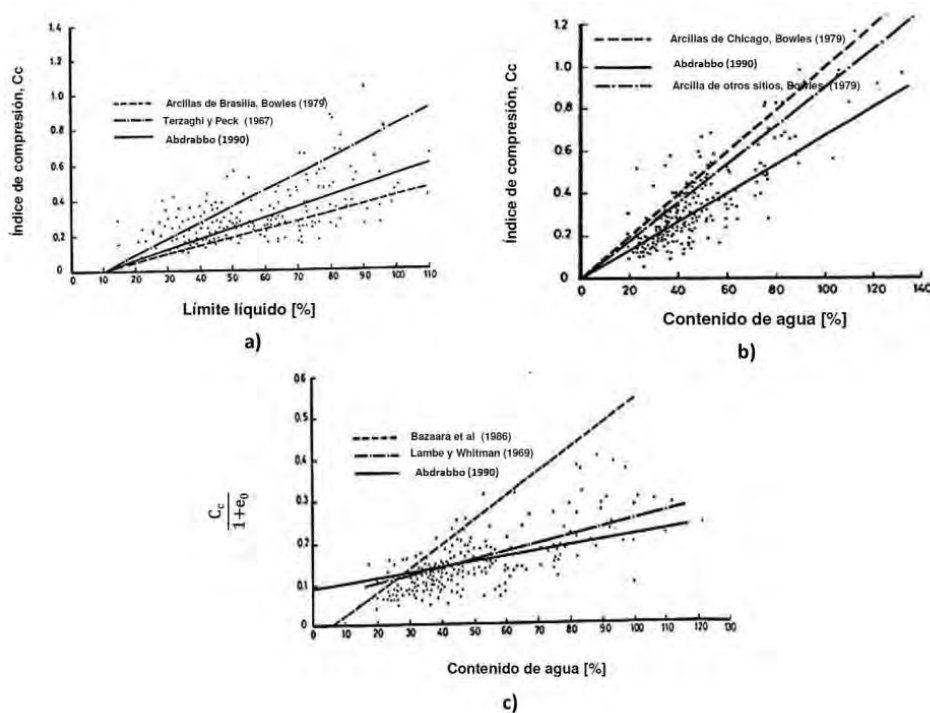 1.4
1.2
1.0
0.8
0.6
0.4
0.2
0
Índice de compresión, Cc
Arcillas de Brasilia, Bowles (1979)
Terzaghi y Peck (1967)
Abdrabbo (1990)
0 10 20 30 40 50 60 70 80 90 100 110
Límite líquido [%]
a)
1.2
1.0
0.8
0.6
0.4
0.2
0
Índice de compresión, Cc
Arcillas de Chicago, Bowles (1979)
Abdrabbo (1990)
Arcilla de otros sitios, Bowles (1979)
0 20 40 60 80 100 120 140
Contenido de agua [%]
b)
0.6
0.5
0.4
0.3
0.2
0.1
C_c
1+e_0
Bazaara et al (1986)
Lambe y Whitman (1969)
Abdrabbo (1990)
0 10 20 30 40 50 60 70 80 90 100 110 120
Contenido de agua [%]
c)